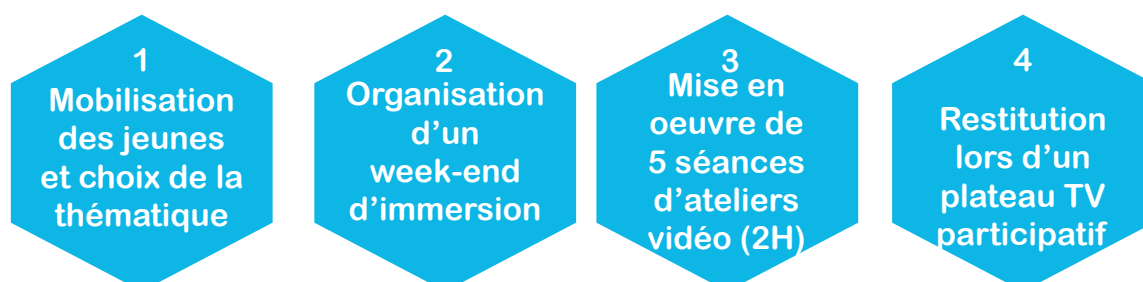 1
Mobilisation
des jeunes
et choix de la
thématique
2
Organisation
d’un
week-end
d’immersion
3
Mise en
oeuvre de
5 séances
d’ateliers
vidéo (2H)
4
Restitution
lors d’un
plateau TV
participatif